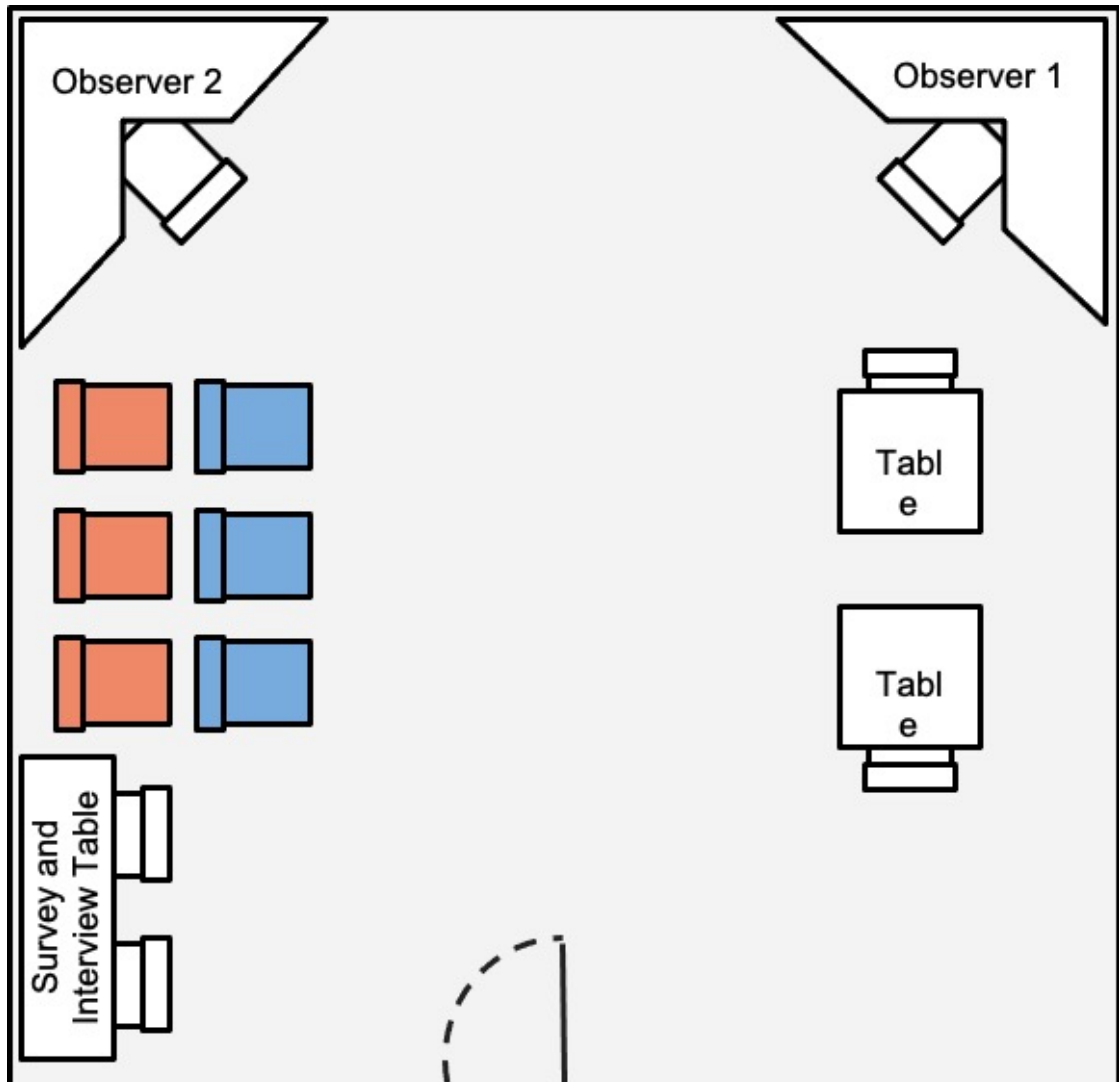 Observer 2
Observer 1
Tabl
e
Tabl
e
Survey and
Interview Table